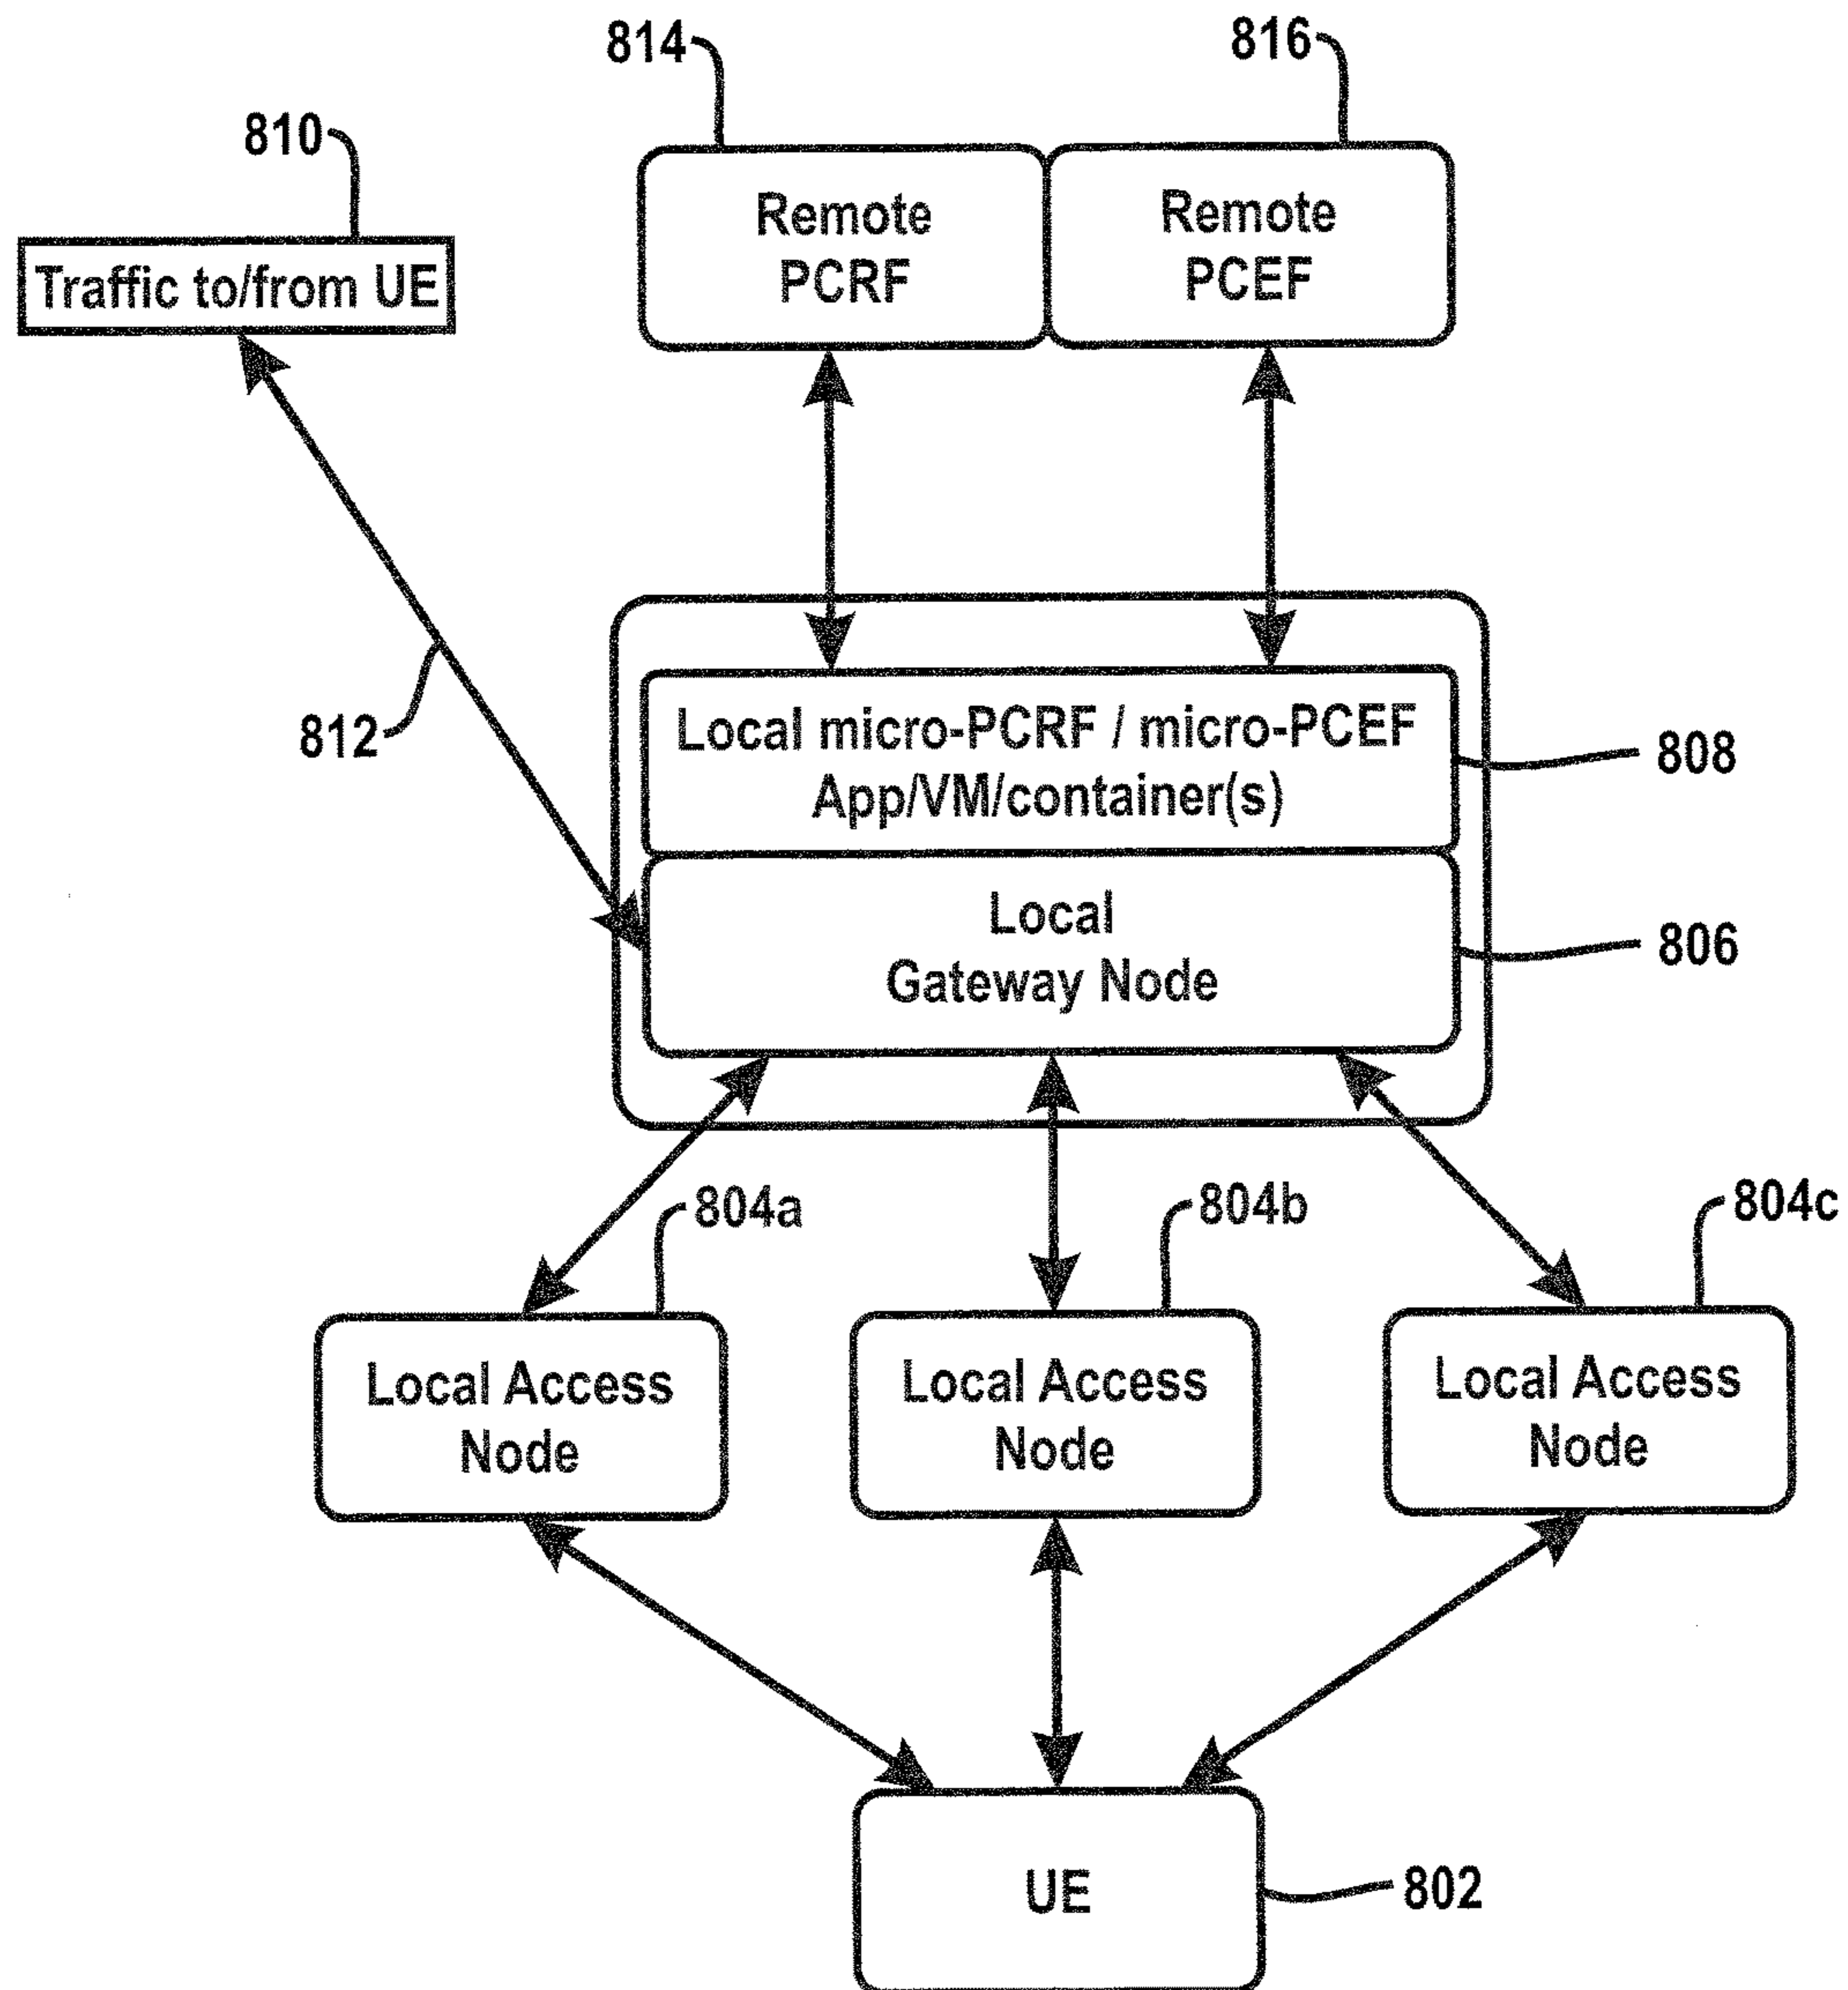 814
816
810
Remote
PCRF
Remote
PCEF
Traffic to/from UE
812
Local micro-PCRF / micro-PCEF
App/VM/container(s)
808
Local
Gateway Node
806
804a
804b
804c
Local Access
Node
Local Access
Node
Local Access
Node
UE
802